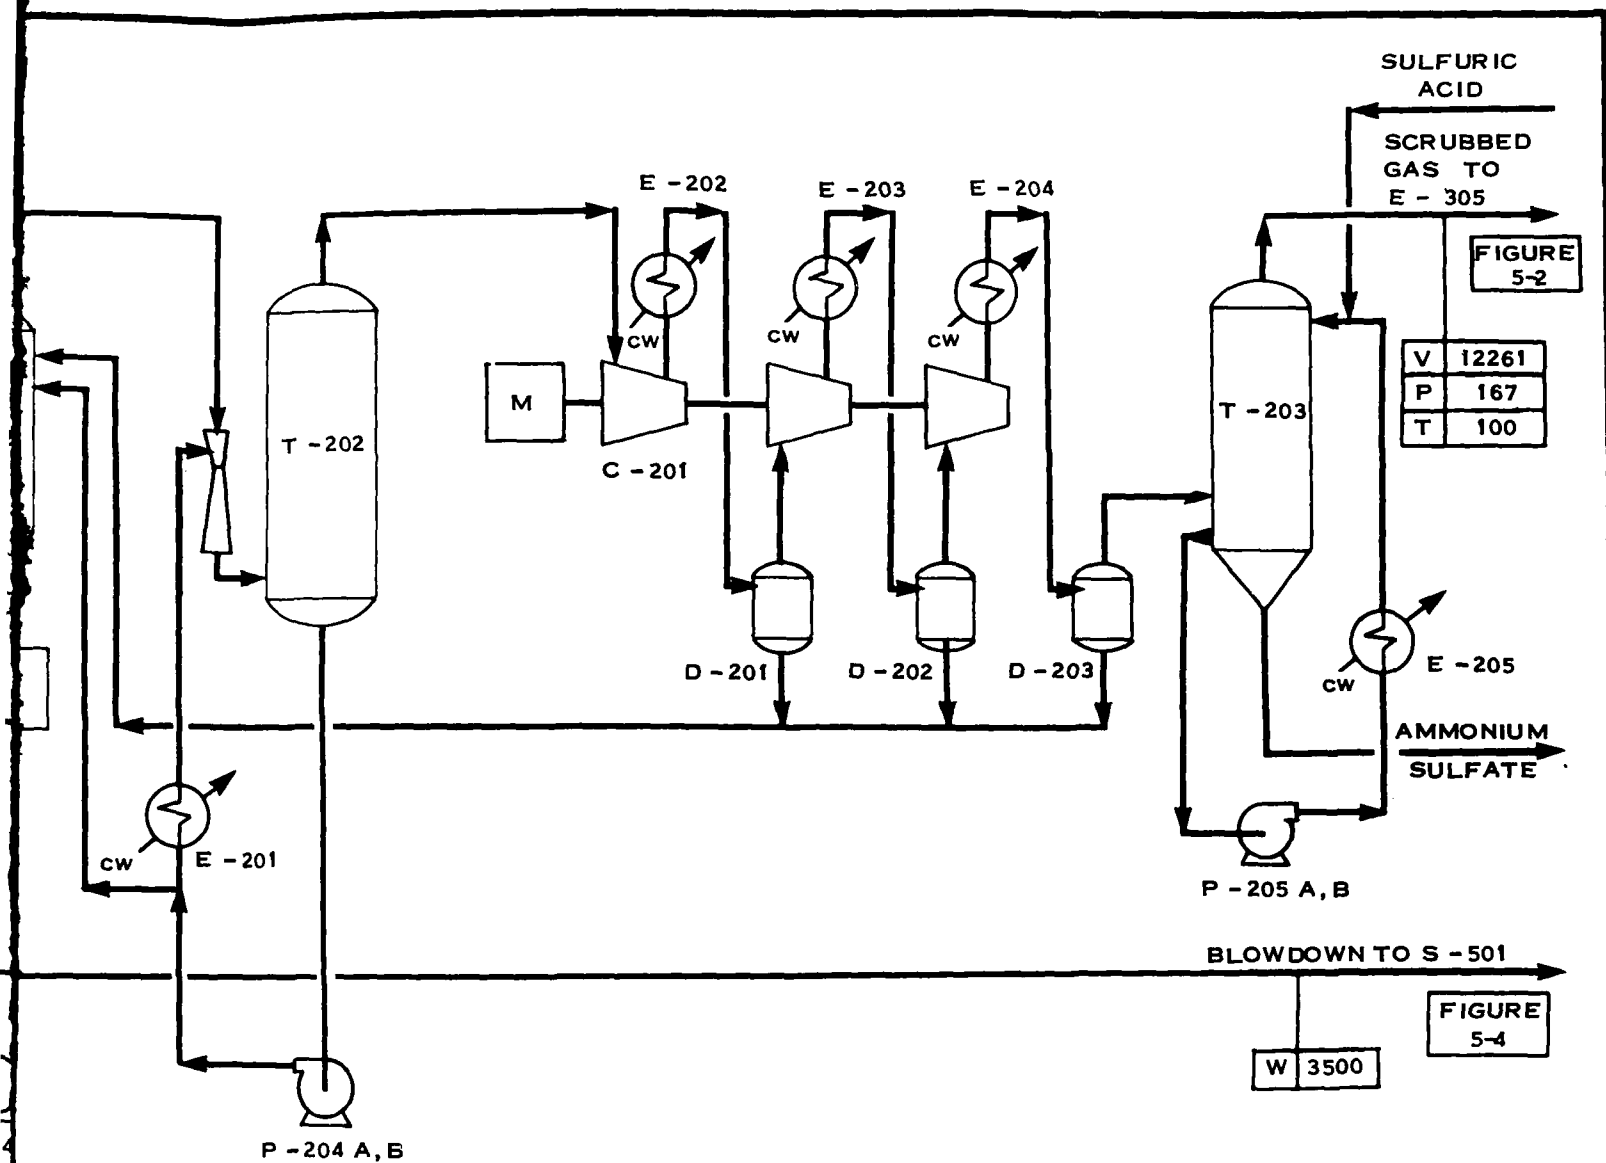 SULFURIC
ACID
SCRUBBED
GAS TO
E - 305
FIGURE
5-2
E - 202
E - 203
E - 204
CW
CW
CW
V 12261
P 167
T 100
M
T - 203
T - 202
C - 201
D - 201
D - 202
D - 203
E - 205
CW
AMMONIUM
SULFATE
CW
E - 201
P - 205 A, B
BLOWDOWN TO S - 501
FIGURE
5-4
W 3500
P - 204 A, B